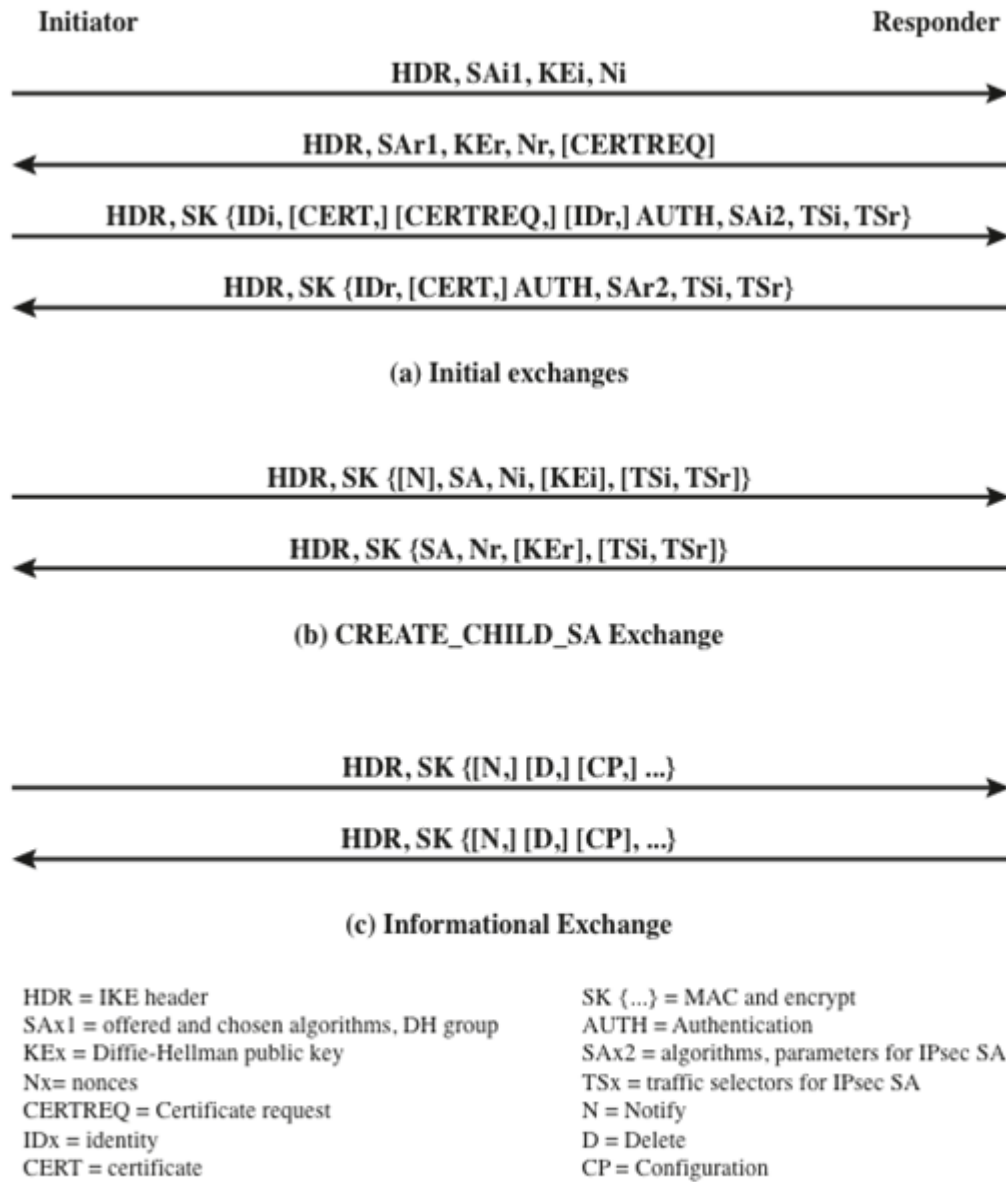 Initiator Responder
HDR, SAi1, KEi, Ni
HDR, SAr1, KEr, Nr, [CERTREQ]
HDR, SK {IDi, [CERT,] [CERTREQ,] [IDr,] AUTH, SAi2, TSi, TSr}
HDR, SK {IDr, [CERT,] AUTH, SAr2, TSi, TSr}
(a) Initial exchanges
HDR, SK {[N], SA, Ni, [KEi], [TSi, TSr]}
HDR, SK {SA, Nr, [KEr], [TSi, TSr]}
(b) CREATE_CHILD_SA Exchange
HDR, SK {[N,] [D,] [CP,] ...}
HDR, SK {[N,] [D,] [CP], ...}
(c) Informational Exchange
HDR = IKE header
SAx1 = offered and chosen algorithms, DH group
KEx = Diffie-Hellman public key
Nx= nonces
CERTREQ = Certificate request
IDx = identity
CERT = certificate
SK {...} = MAC and encrypt
AUTH = Authentication
SAx2 = algorithms, parameters for IPsec SA
TSx = traffic selectors for IPsec SA
N = Notify
D = Delete
CP = Configuration